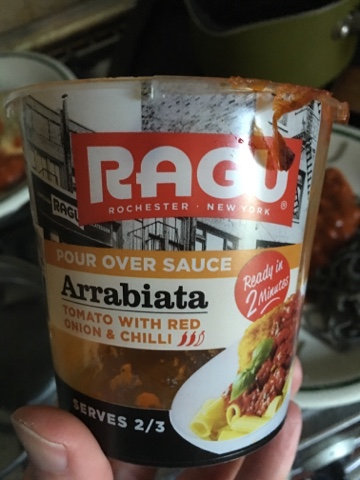 RAGU
RAGU®
ROCHESTER · NEW YORK
POUR OVER SAUCE
Arrabiata
TOMATO WITH RED
ONION & CHILLI
Ready in
2 Minutes
SERVES 2/3